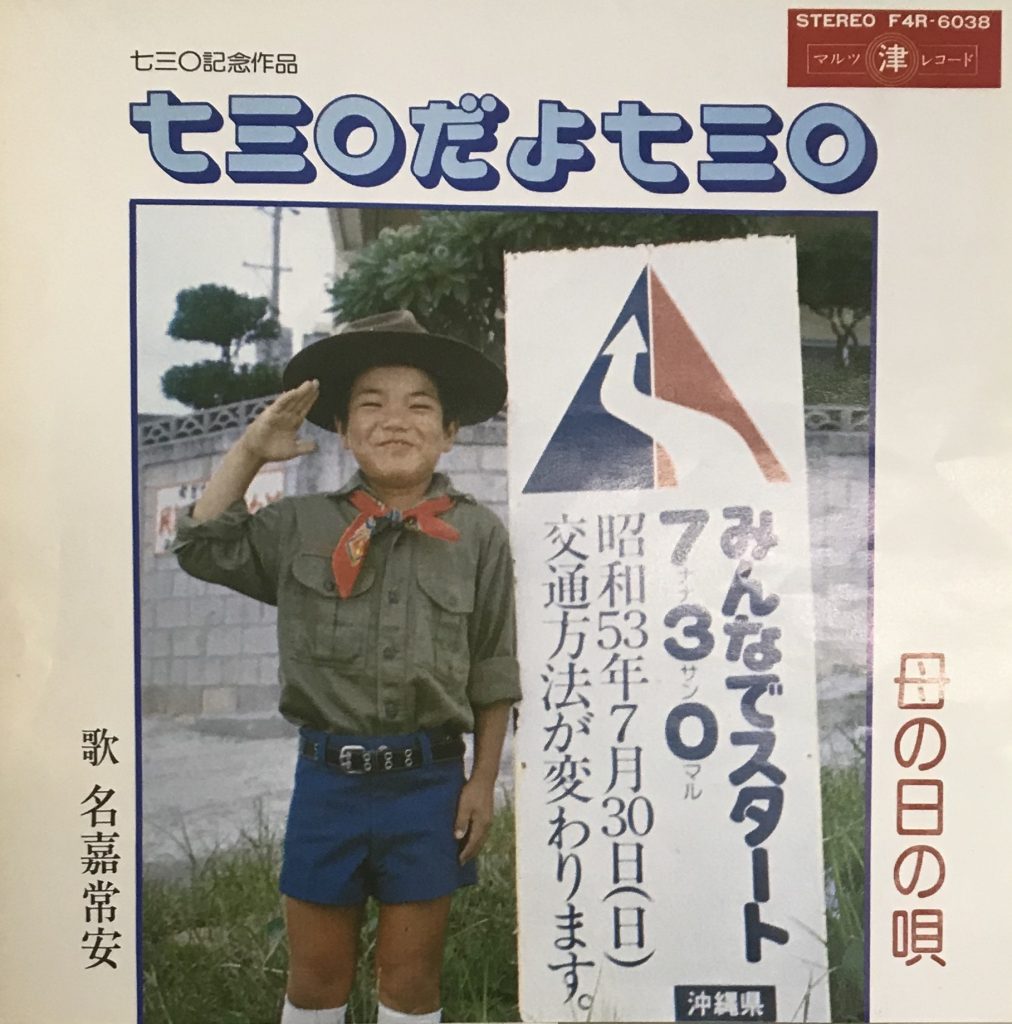 STEREO F4R-6038
マルツ 津 レコード
七三〇記念作品
七三〇だよ七三〇
みんなでスタート
7ナナ3サン0マル
昭和53年7月30日(日)
交通方法が変わります。
沖縄県
母の日の唄
歌 名嘉常安